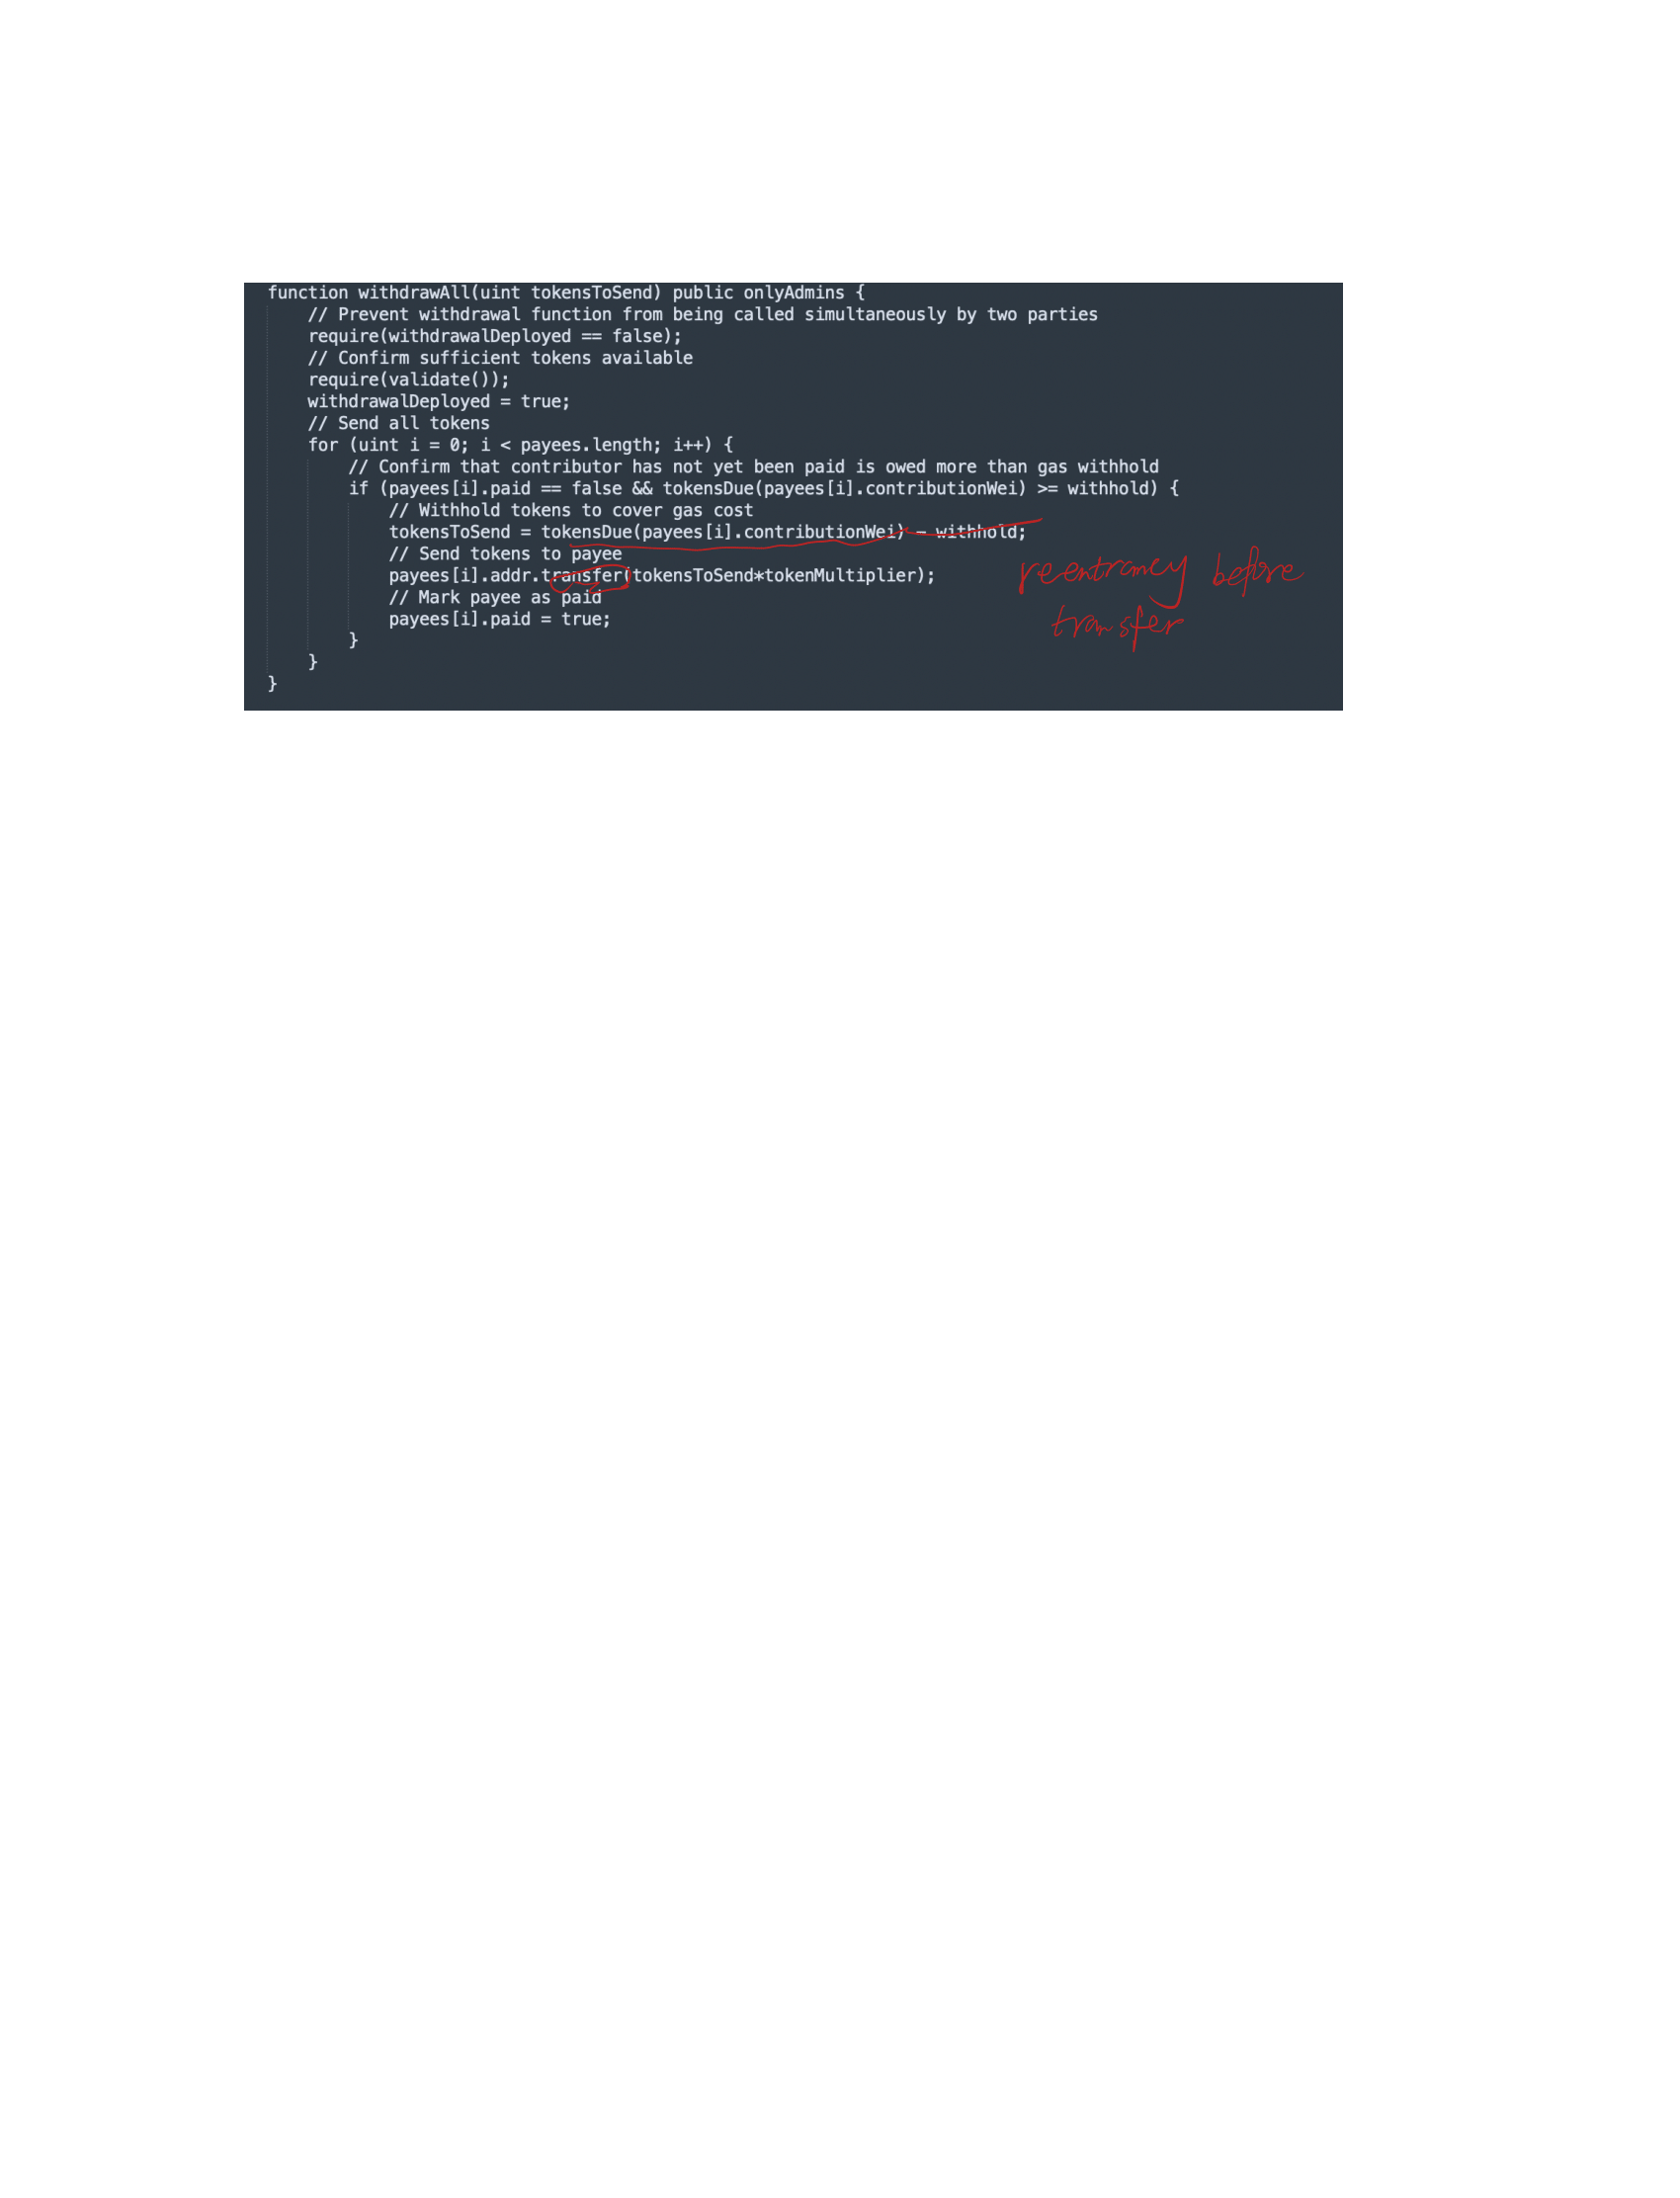 function withdrawAll(uint tokensToSend) public onlyAdmins {
// Prevent withdrawal function from being called simultaneously by two parties
require(withdrawalDeployed == false);
// Confirm sufficient tokens available
require(validate());
withdrawalDeployed = true;
// Send all tokens
for (uint i = 0; i < payees.length; i++) {
// Confirm that contributor has not yet been paid is owed more than gas withhold
if (payees[i].paid == false && tokensDue(payees[i].contributionWei) >= withhold) {
// Withhold tokens to cover gas cost
tokensToSend = tokensDue(payees[i].contributionWei) - withhold;
// Send tokens to payee
payees[i].addr.transfer(tokensToSend*tokenMultiplier);
// Mark payee as paid
payees[i].paid = true;
}
}
}
reentrancy before
transfer